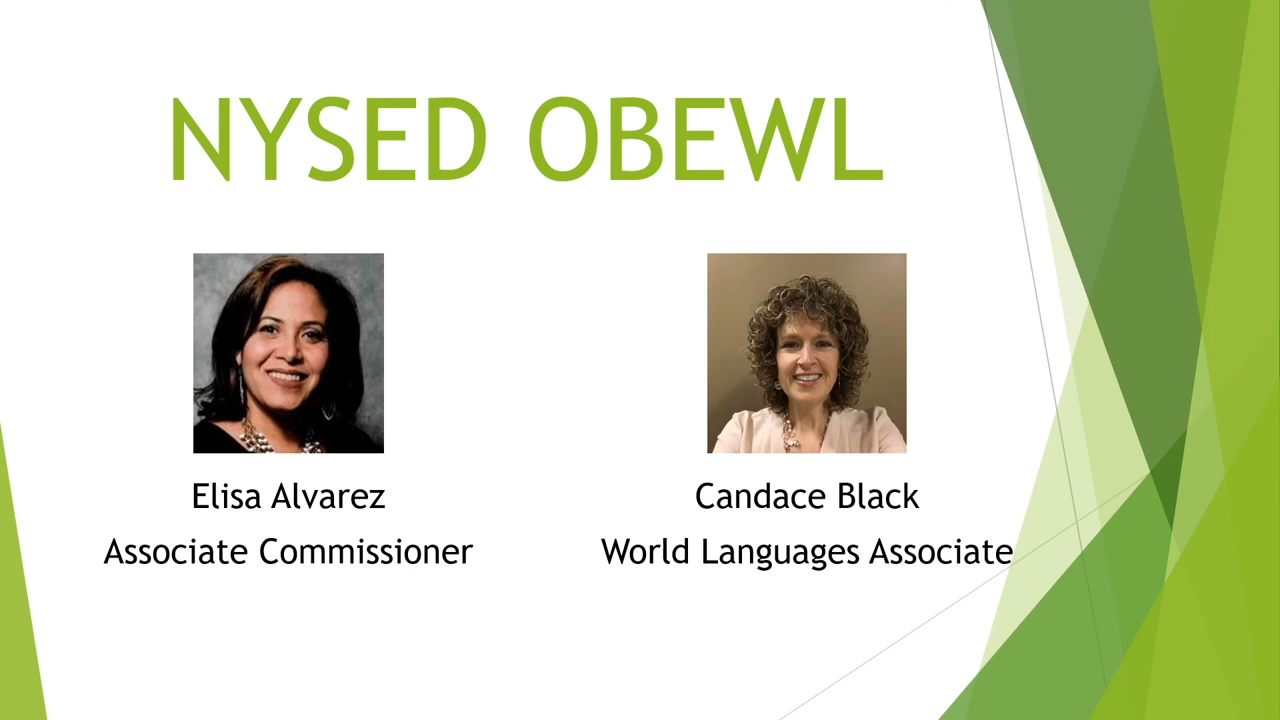 NYSED OBEWL
Elisa Alvarez
Associate Commissioner
Candace Black
World Languages Associate